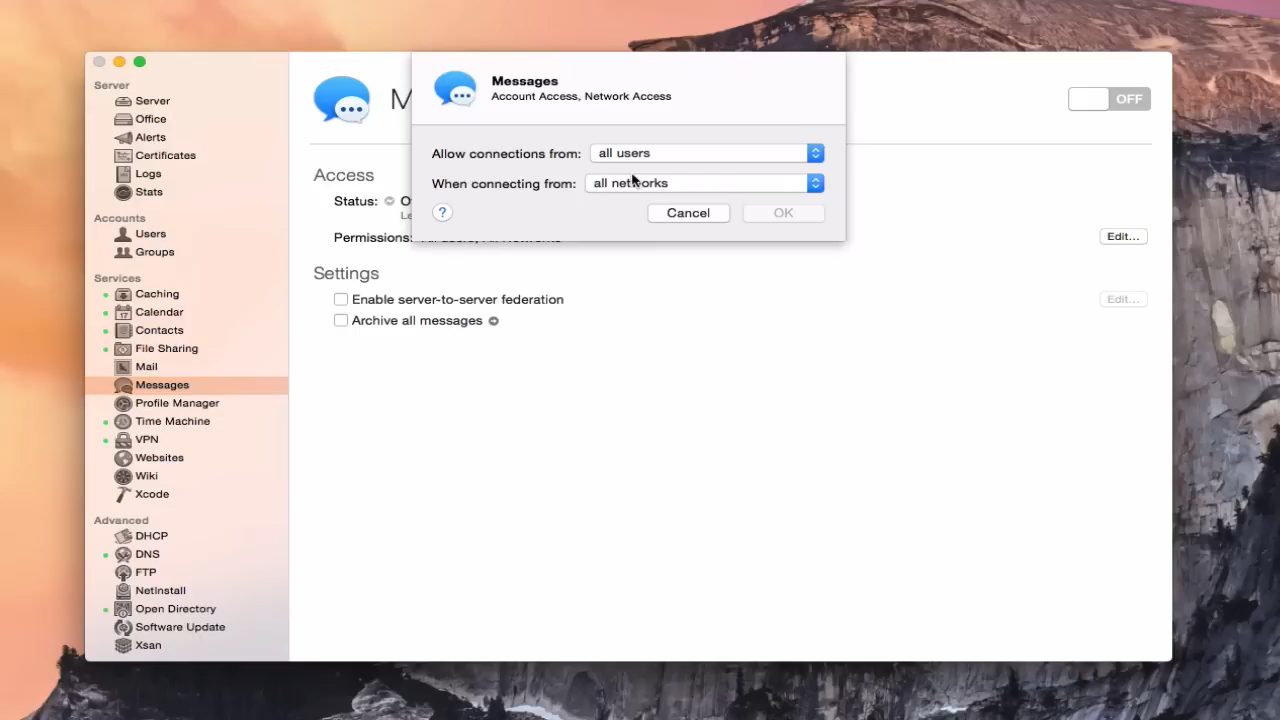 Server
Server
Office
Alerts
Certificates
Logs
Stats
Accounts
Users
Groups
Services
Caching
Calendar
Contacts
File Sharing
Mail
Messages
Profile Manager
Time Machine
VPN
Websites
Wiki
Xcode
Advanced
DHCP
DNS
FTP
NetInstall
Open Directory
Software Update
Xsan
M
OFF
Messages
Account Access, Network Access
Allow connections from: all users
When connecting from: all networks
? Cancel OK
Access
Status:
Permissions: Edit...
Settings
Enable server-to-server federation Edit...
Archive all messages
17